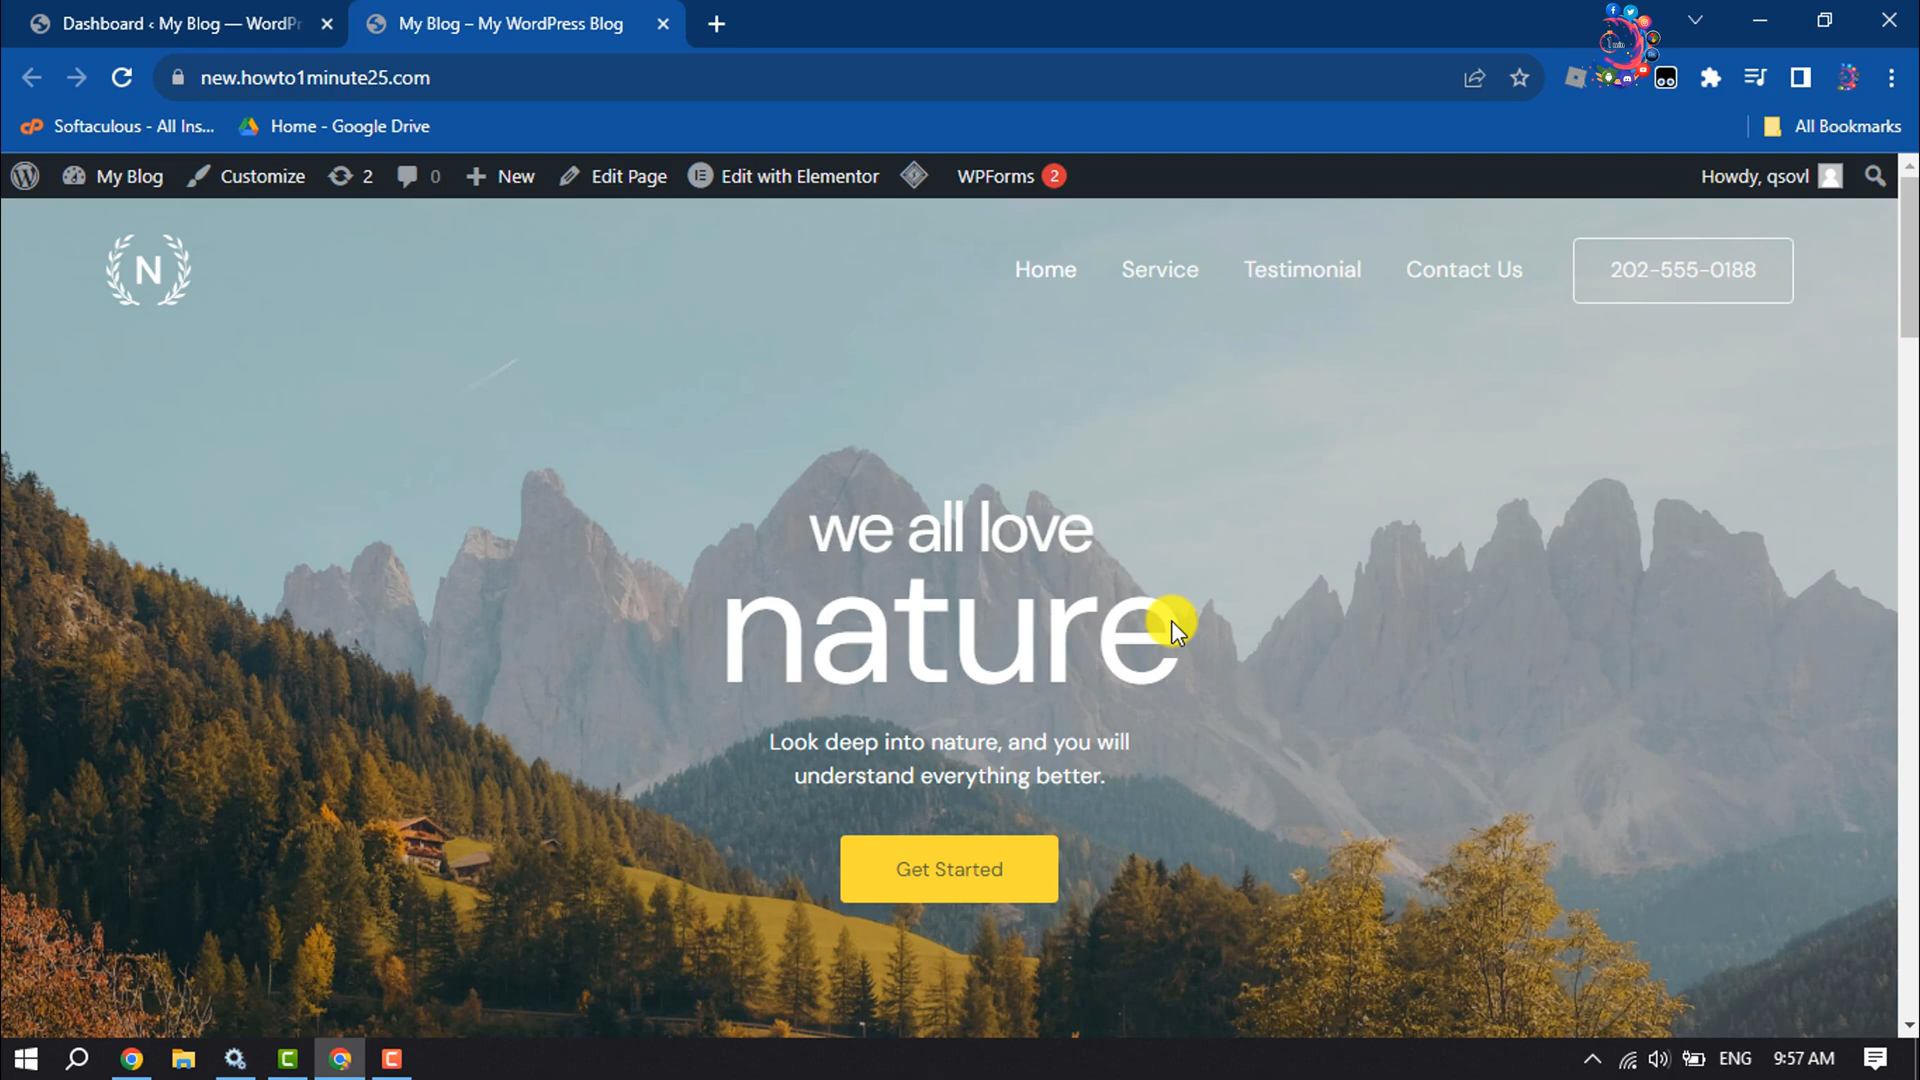 Dashboard ‹ My Blog — WordPr
My Blog – My WordPress Blog
new.howto1minute25.com
Softaculous - All Ins...
Home - Google Drive
All Bookmarks
My Blog
Customize
2
0
New
Edit Page
Edit with Elementor
WPForms 2
Howdy, qsovl
N
Home
Service
Testimonial
Contact Us
202-555-0188
we all love
nature
Look deep into nature, and you will
understand everything better.
Get Started
ENG
9:57 AM